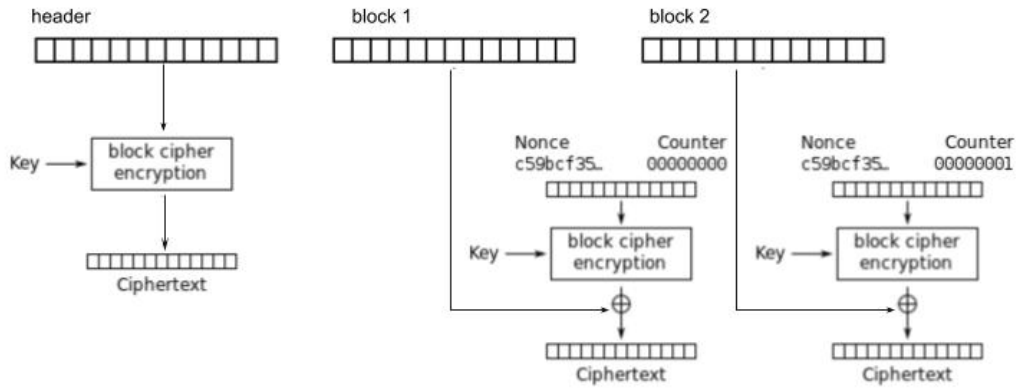 header
block 1
block 2
Key
block cipher
encryption
Ciphertext
Nonce
c59bcf35…
Counter
00000000
Key
block cipher
encryption
Ciphertext
Nonce
c59bcf35…
Counter
00000001
Key
block cipher
encryption
Ciphertext